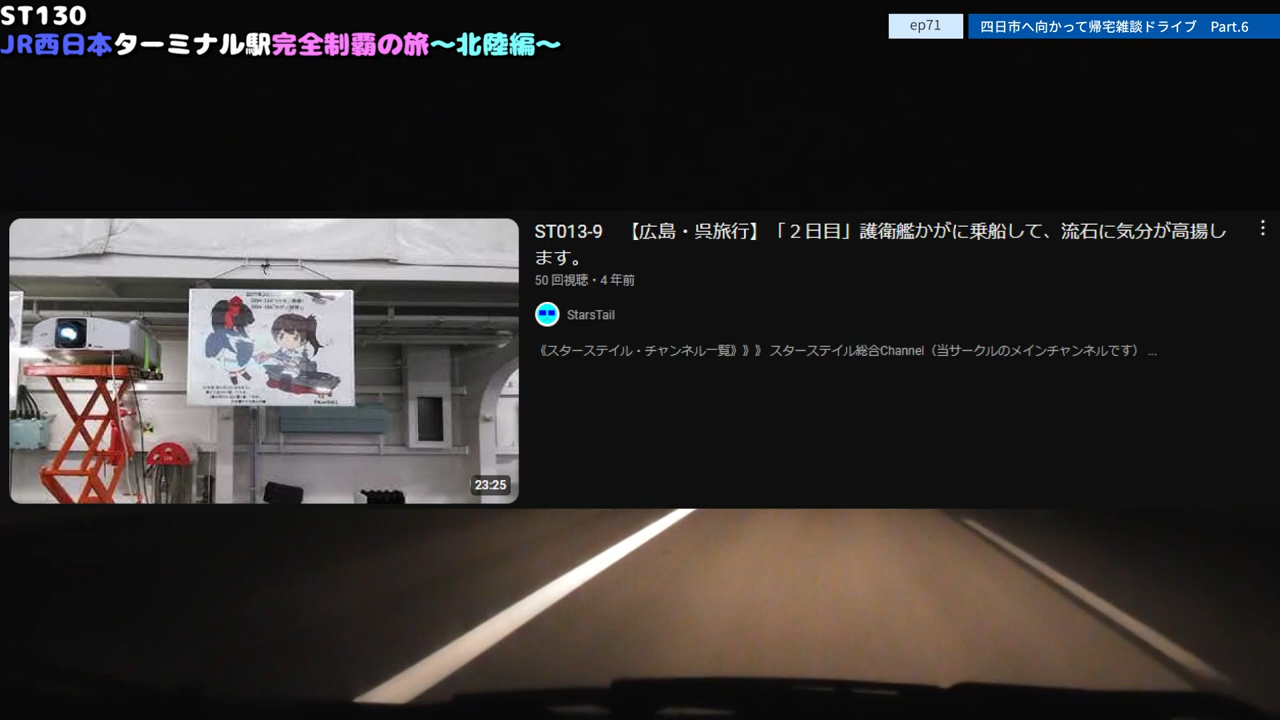 ST130
JR西日本ターミナル駅完全制覇の旅～北陸編～
ep71
四日市へ向かって帰宅雑談ドライブ　Part.6
ST013-9　【広島・呉旅行】「２日目」護衛艦かがに乗船して、流石に気分が高揚し
ます。
50 回視聴・4 年前
StarsTail
《スターステイル・チャンネル一覧》》》 スターステイル総合Channel（当サークルのメインチャンネルです） ...
23:25